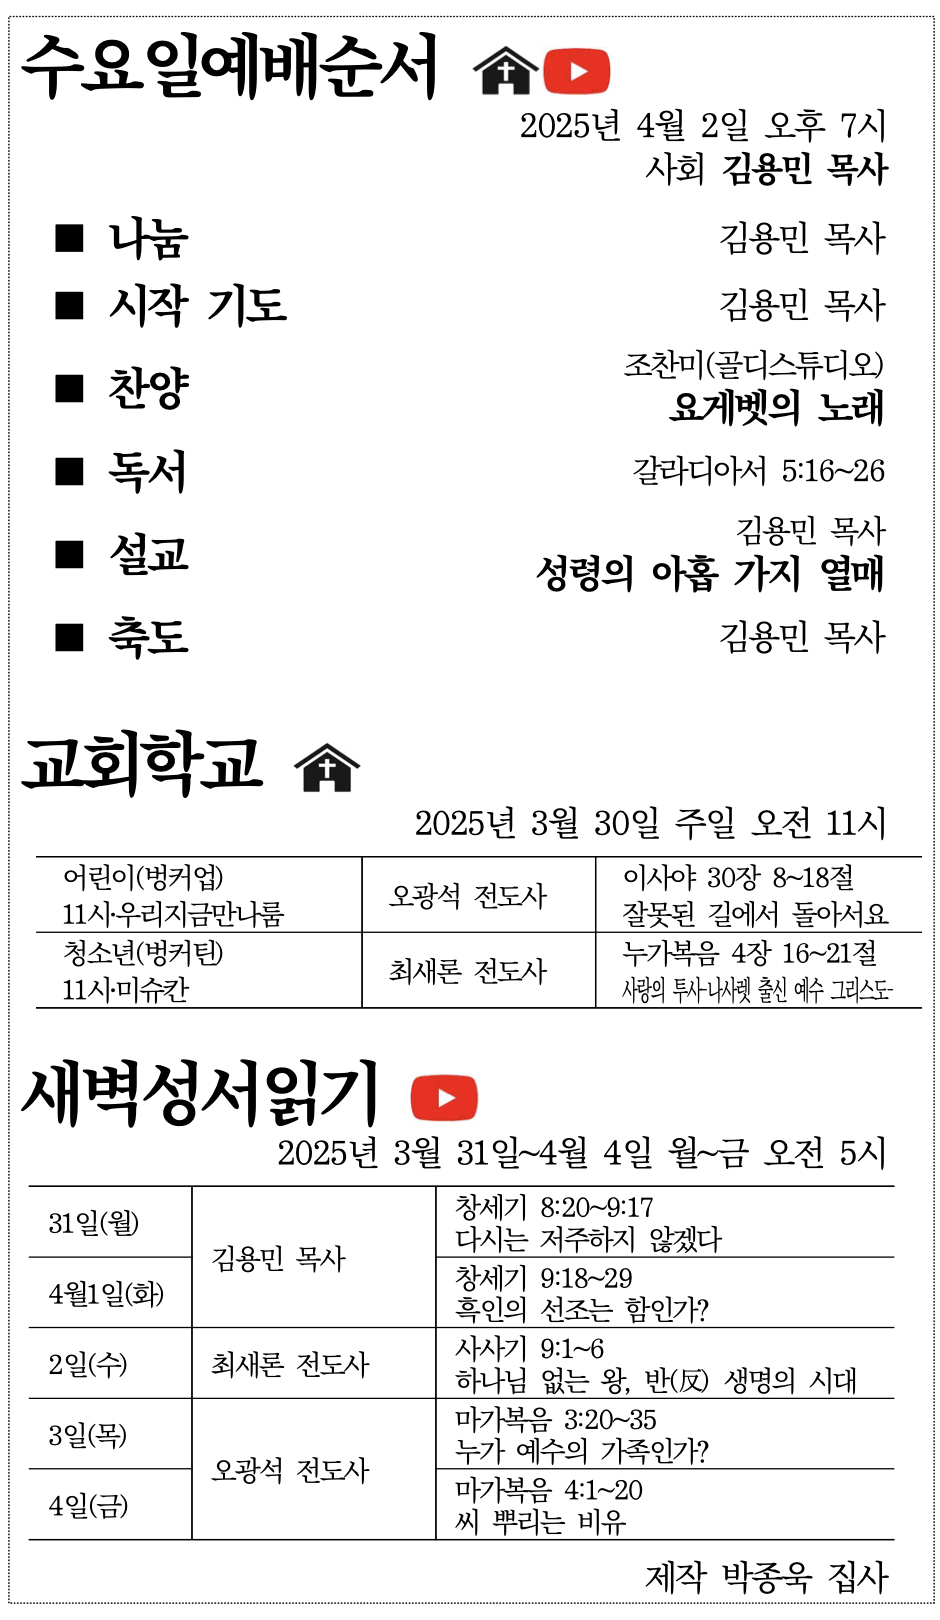 수요일예배순서
2025년 4월 2일 오후 7시
사회 김용민 목사
■ 나눔 김용민 목사
■ 시작 기도 김용민 목사
■ 찬양 조찬미(골디스튜디오)
요게벳의 노래
■ 독서 갈라디아서 5:16~26
■ 설교 김용민 목사
성령의 아홉 가지 열매
■ 축도 김용민 목사
교회학교
2025년 3월 30일 주일 오전 11시
어린이(벙커업)
11시·우리지금만나룸
오광석 전도사
이사야 30장 8~18절
잘못된 길에서 돌아서요
청소년(벙커틴)
11시·미슈칸
최새론 전도사
누가복음 4장 16~21절
사랑의 투사-나사렛 출신 예수 그리스도-
새벽성서읽기
2025년 3월 31일~4월 4일 월~금 오전 5시
31일(월)
김용민 목사
창세기 8:20~9:17
다시는 저주하지 않겠다
4월1일(화)
창세기 9:18~29
흑인의 선조는 함인가?
2일(수)
최새론 전도사
사사기 9:1~6
하나님 없는 왕, 반(反) 생명의 시대
3일(목)
오광석 전도사
마가복음 3:20~35
누가 예수의 가족인가?
4일(금)
마가복음 4:1~20
씨 뿌리는 비유
제작 박종욱 집사